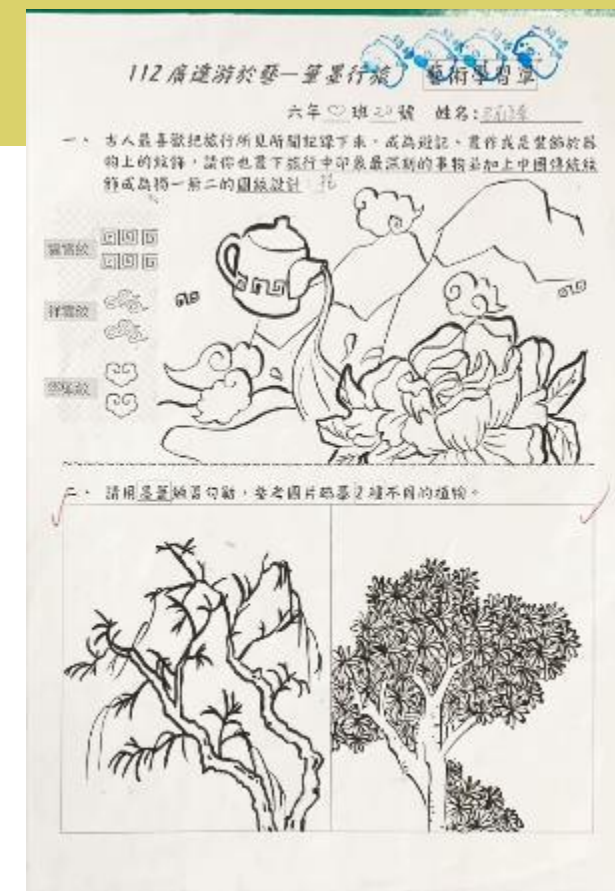 112 廣達游於藝—筆墨行旅 藝術學習單
六年 ♡ 班 20 號 姓名:
一、 古人最喜歡把旅行所見所聞記錄下來,成為遊記、畫作或是裝飾於器
物上的紋飾,請你也畫下旅行中印象最深刻的事物並加上中國傳統紋
飾成為獨一無二的圖紋設計
雷雲紋
祥雲紋
二、 請用墨筆練習勾勒,參考圖片臨摹2種不同的植物。